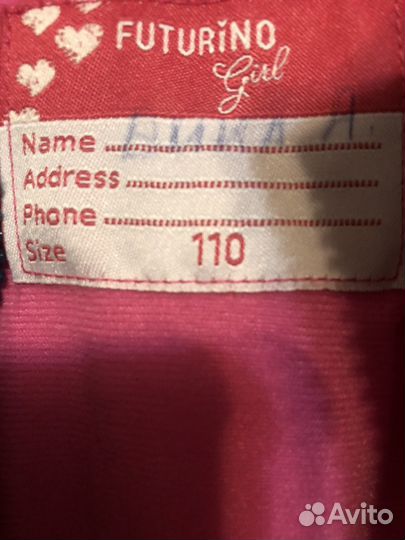 FUTURiNO
Girl
Name
Address
Phone
Size 110
Avito